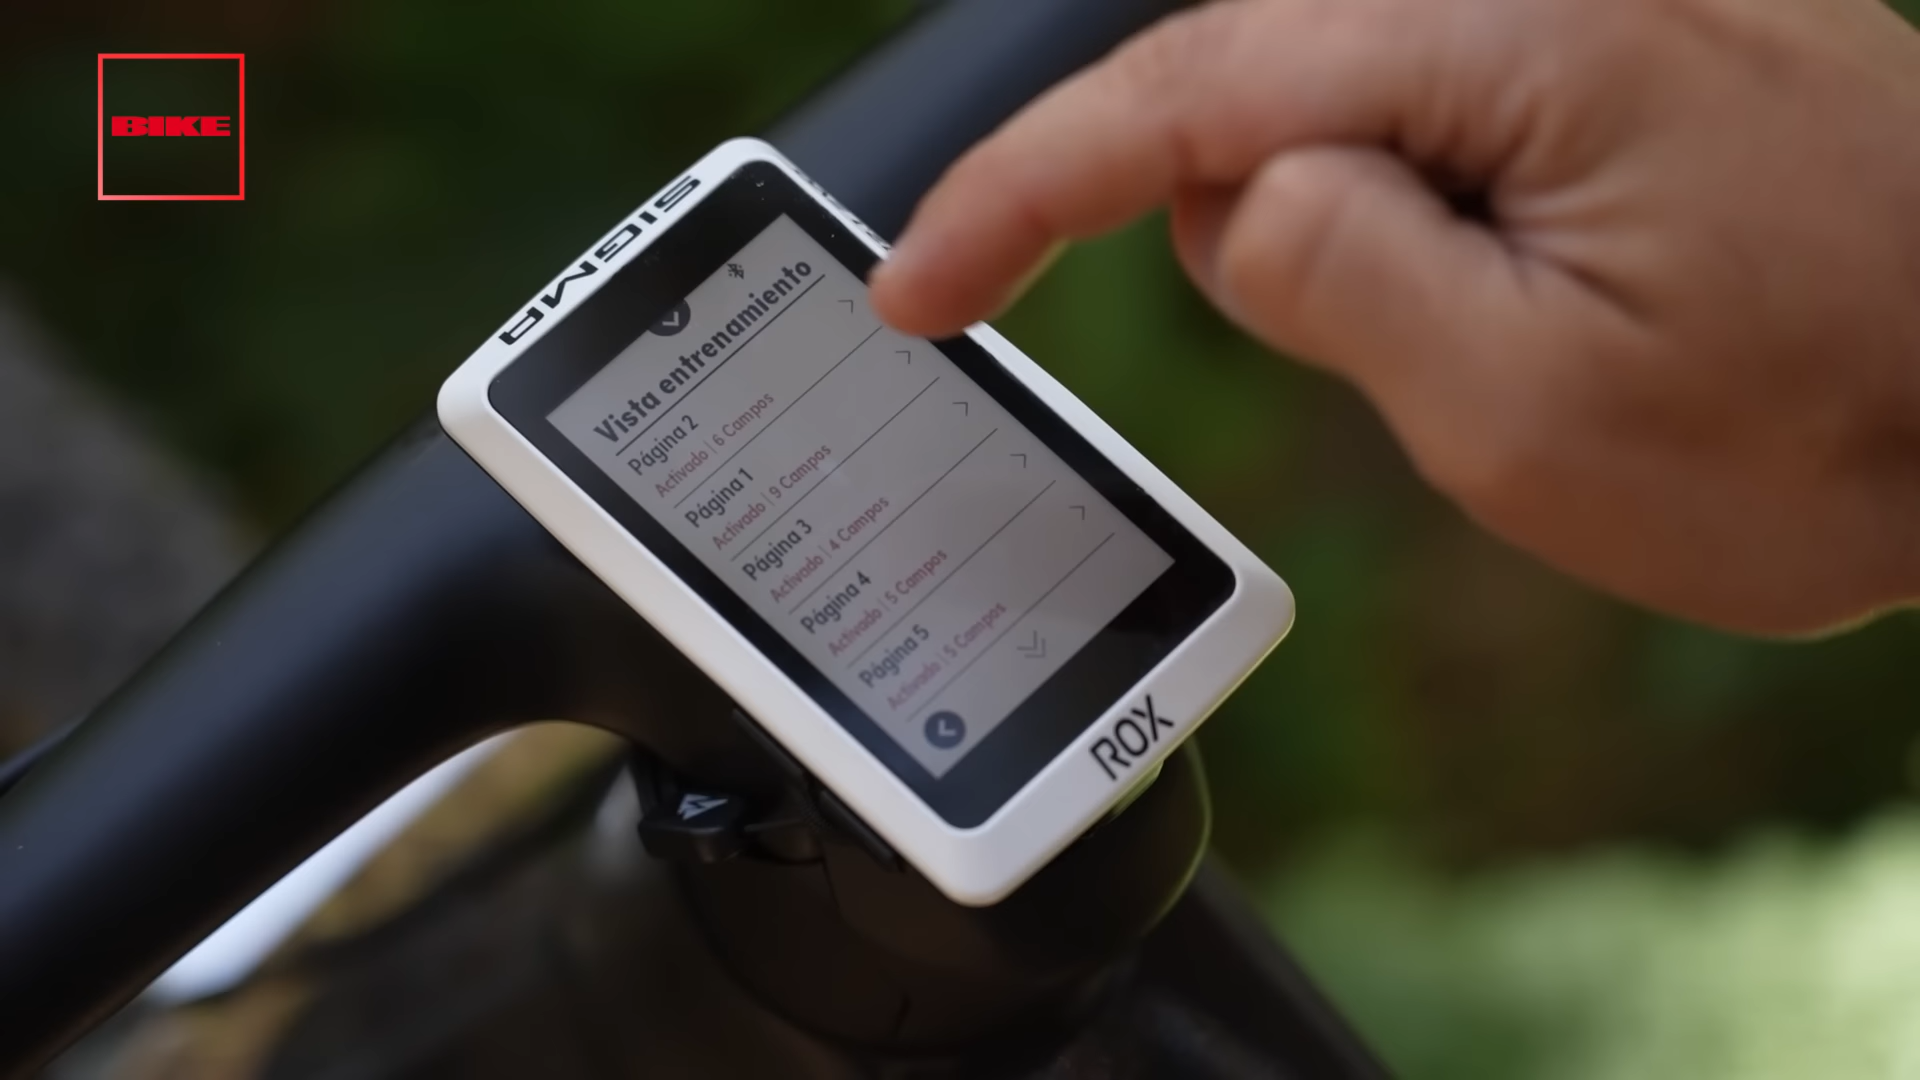 BIKE
SIGMA
Vista entrenamiento
Página 2
Activado | 6 Campos
Página 1
Activado | 9 Campos
Página 3
Activado | 4 Campos
Página 4
Activado | 5 Campos
Página 5
Activado | 5 Campos
ROX